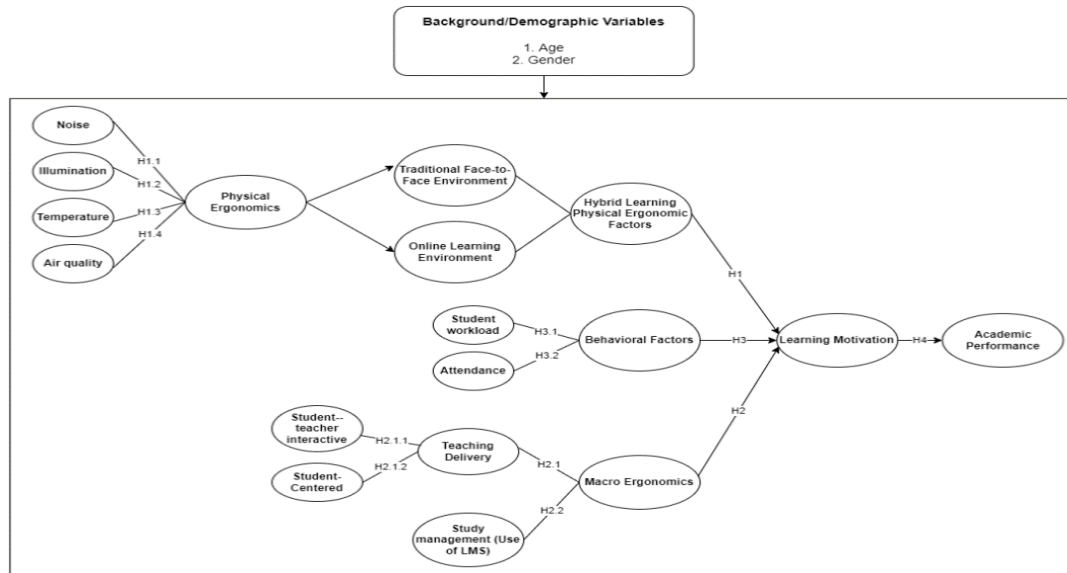 Background/Demographic Variables
1. Age
2. Gender
Noise
H1.1
Illumination
H1.2
Temperature
H1.3
Air quality
H1.4
Physical
Ergonomics
Traditional Face-to-
Face Environment
Online Learning
Environment
Hybrid Learning
Physical Ergonomic
Factors
H1
Student
workload
H3.1
Attendance
H3.2
Behavioral Factors
H3
Learning Motivation
H4
Academic
Performance
H2
Student--
teacher
interactive
H2.1.1
Student-
Centered
H2.1.2
Teaching
Delivery
H2.1
Macro Ergonomics
H2.2
Study
management (Use
of LMS)